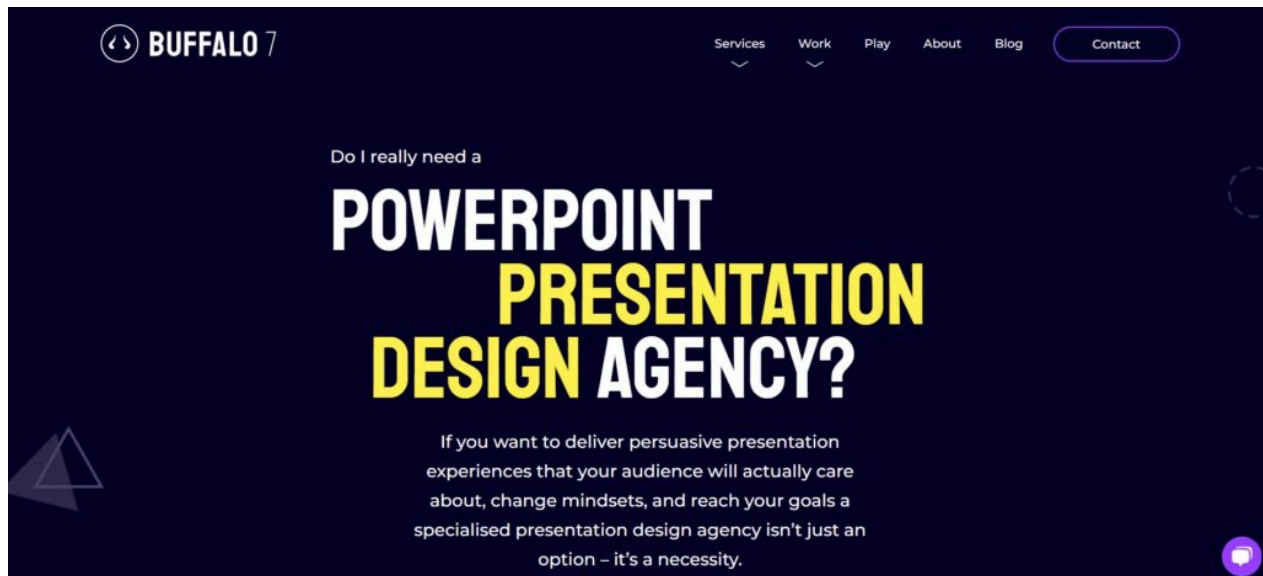 BUFFALO 7
Services Work Play About Blog Contact
Do I really need a
POWERPOINT
PRESENTATION
DESIGN AGENCY?
If you want to deliver persuasive presentation
experiences that your audience will actually care
about, change mindsets, and reach your goals a
specialised presentation design agency isn’t just an
option – it’s a necessity.